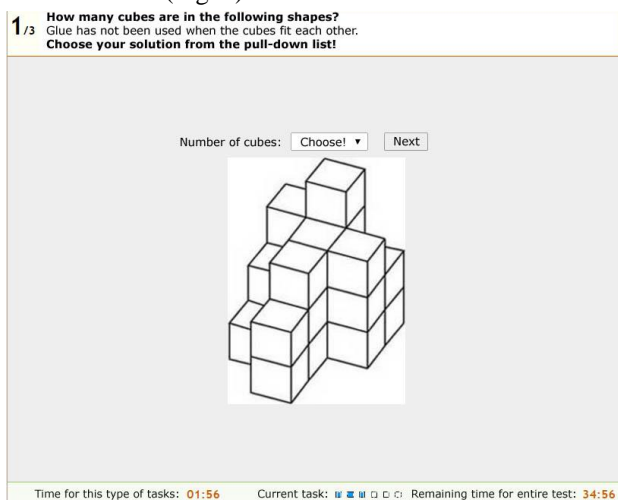 How many cubes are in the following shapes?
1/3 Glue has not been used when the cubes fit each other.
Choose your solution from the pull-down list!
Number of cubes: Choose! ▼ Next
Time for this type of tasks: 01:56 Current task: Remaining time for entire test: 34:56